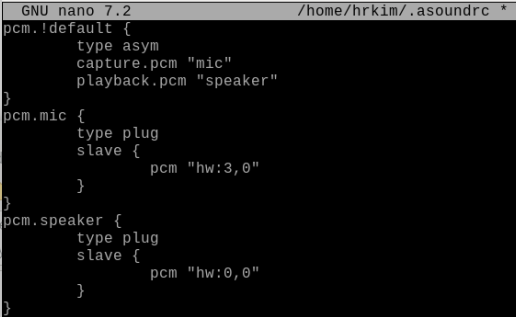 GNU nano 7.2 /home/hrkim/.asoundrc *
pcm.!default {
type asym
capture.pcm "mic"
playback.pcm "speaker"
}
pcm.mic {
type plug
slave {
pcm "hw:3,0"
}
}
pcm.speaker {
type plug
slave {
pcm "hw:0,0"
}
}